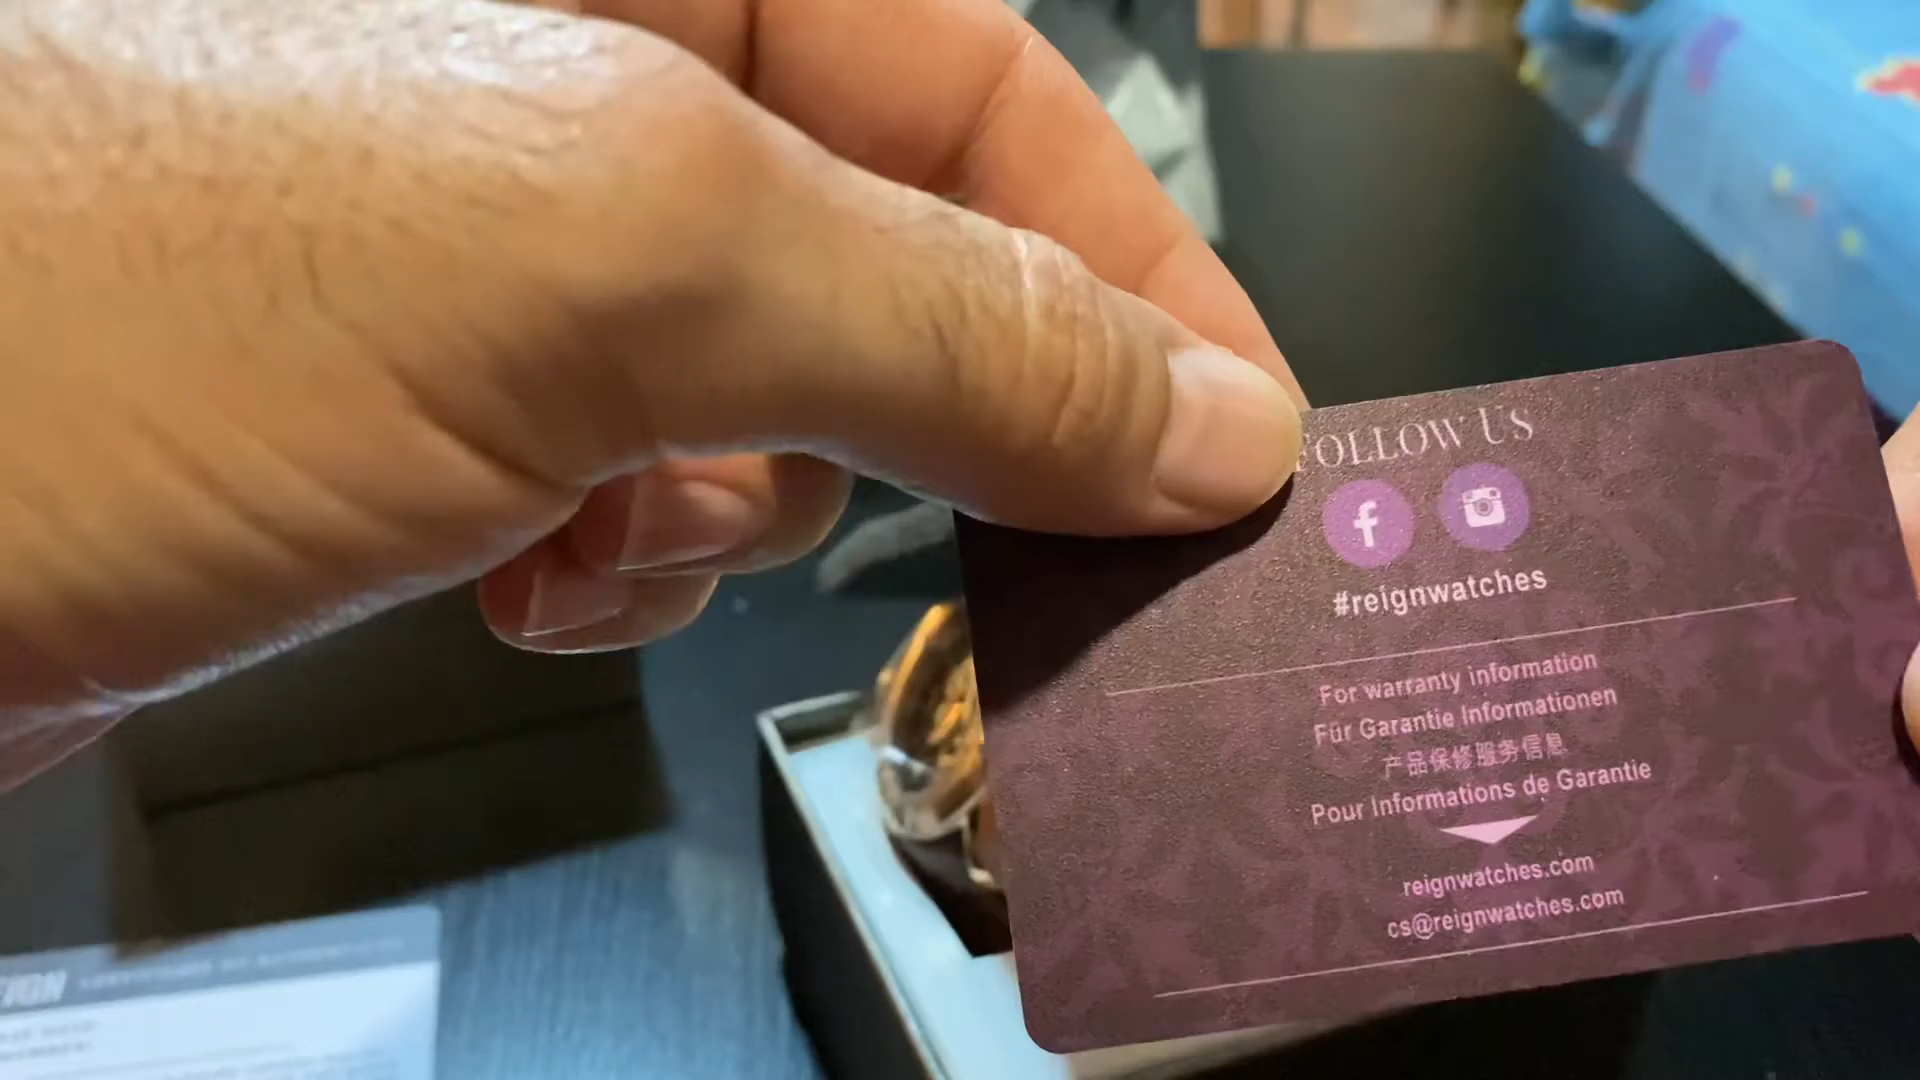 FOLLOW US
#reignwatches
For warranty information
Für Garantie Informationen
产品保修服务信息
Pour Informations de Garantie
reignwatches.com
cs@reignwatches.com